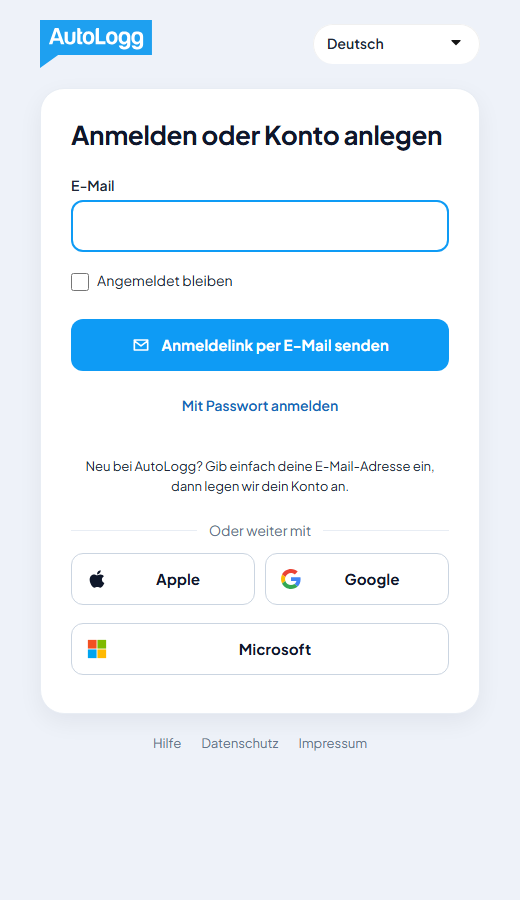 AutoLogg
Deutsch
Anmelden oder Konto anlegen
E-Mail
Angemeldet bleiben
Anmeldelink per E-Mail senden
Mit Passwort anmelden
Neu bei AutoLogg? Gib einfach deine E-Mail-Adresse ein,
dann legen wir dein Konto an.
Oder weiter mit
Apple
Google
Microsoft
Hilfe Datenschutz Impressum